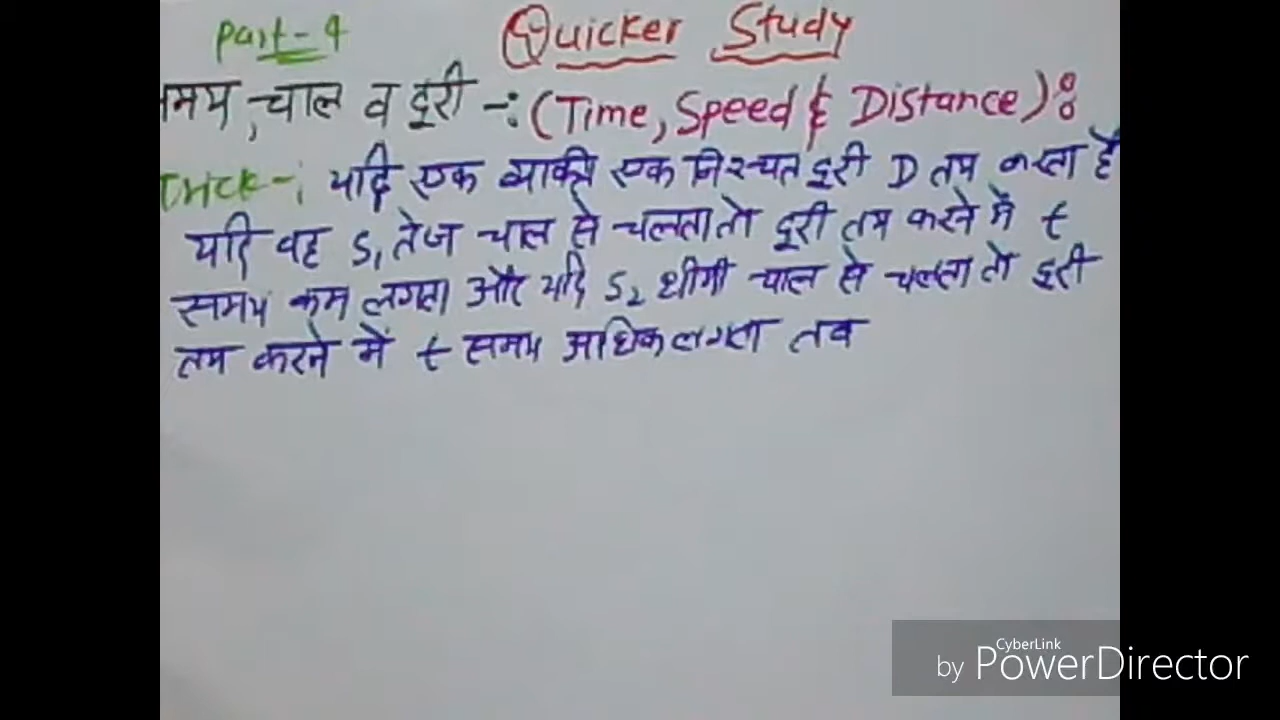 Part-4
Quicker Study
समय, चाल व दूरी -: (Time, Speed & Distance) :
Trick -: यदि एक व्यक्ति एक निश्चित दूरी D तय करता है
यदि वह S₁ तेज चाल से चलता तो दूरी तय करने में t
समय कम लगता और यदि S₂ धीमी चाल से चलता तो दूरी
तय करने में t समय अधिक लगता तब
CyberLink
by PowerDirector